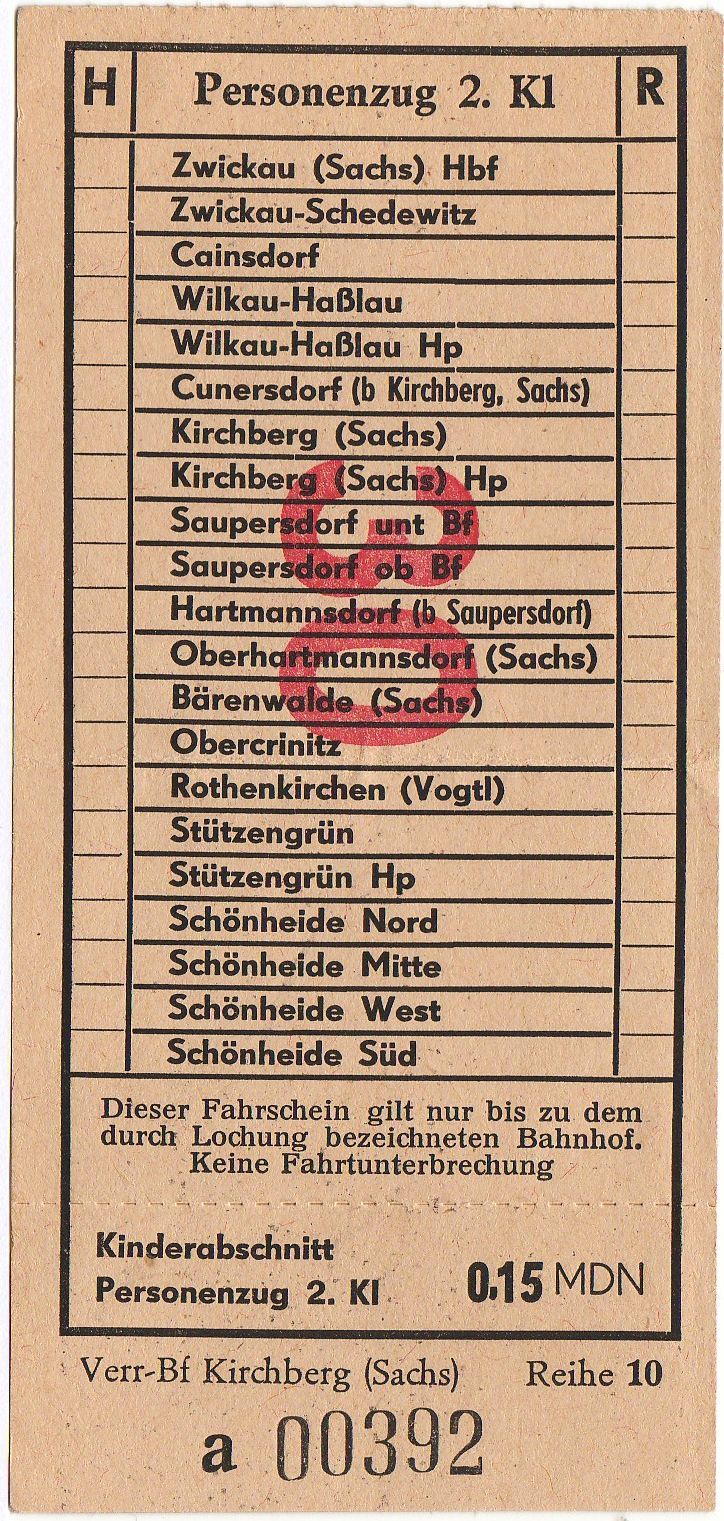 H Personenzug 2. Kl R
Zwickau (Sachs) Hbf
Zwickau-Schedewitz
Cainsdorf
Wilkau-Haßlau
Wilkau-Haßlau Hp
Cunersdorf (b Kirchberg, Sachs)
Kirchberg (Sachs)
Kirchberg (Sachs) Hp
Saupersdorf unt Bf
Saupersdorf ob Bf
Hartmannsdorf (b Saupersdorf)
Oberhartmannsdorf (Sachs)
Bärenwalde (Sachs)
Obercrinitz
Rothenkirchen (Vogtl)
Stützengrün
Stützengrün Hp
Schönheide Nord
Schönheide Mitte
Schönheide West
Schönheide Süd
30
Dieser Fahrschein gilt nur bis zu dem
durch Lochung bezeichneten Bahnhof.
Keine Fahrtunterbrechung
Kinderabschnitt
Personenzug 2. Kl 0.15 MDN
Verr-Bf Kirchberg (Sachs) Reihe 10
a 00392